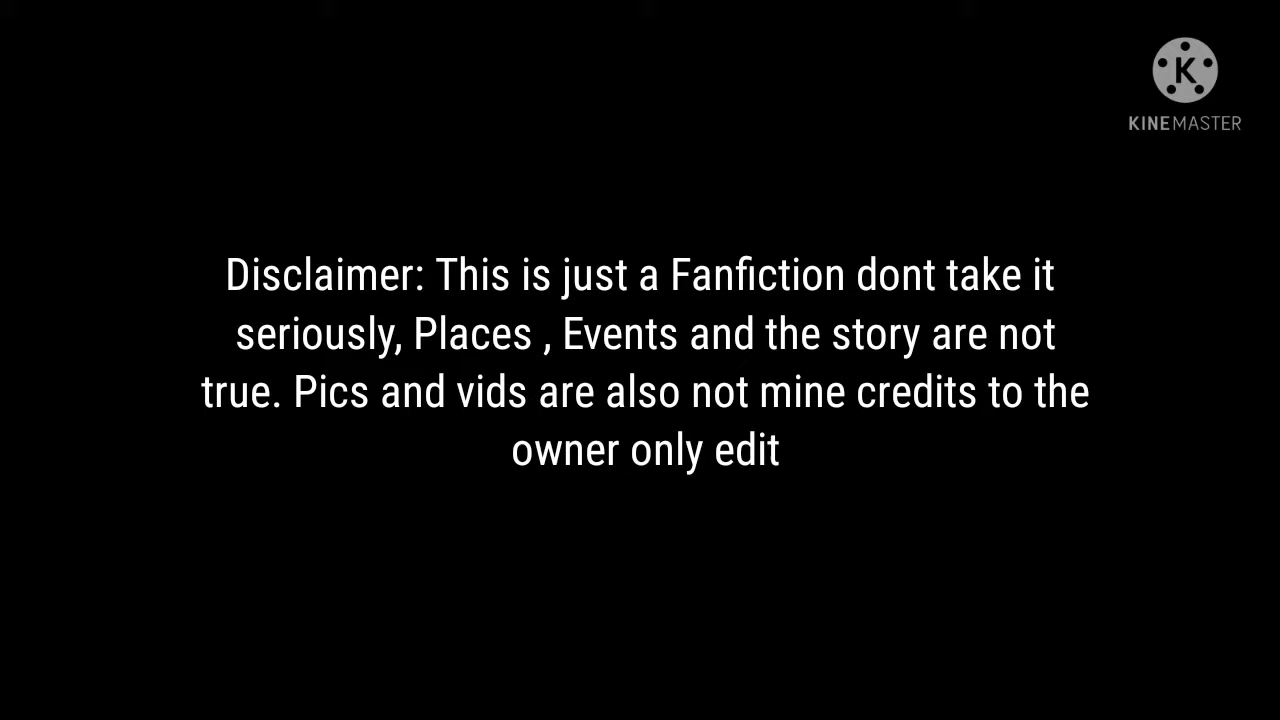 K
KINEMASTER
Disclaimer: This is just a Fanfiction dont take it
seriously, Places , Events and the story are not
true. Pics and vids are also not mine credits to the
owner only edit